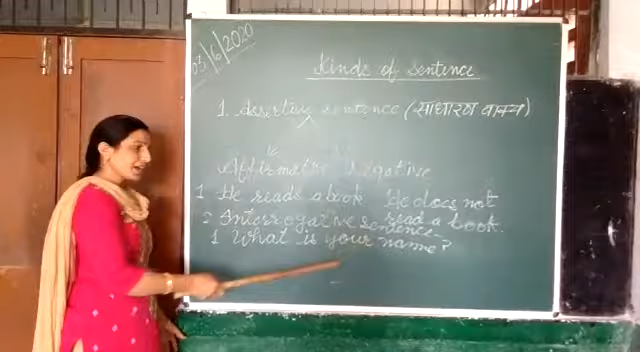 03/6/2020
Kinds of Sentence
1. Assertive sentence (साधारण वाक्य)
Affirmative Negative
1 He reads a book He does not read a book.
2 Interrogative sentence
1 What is your name?